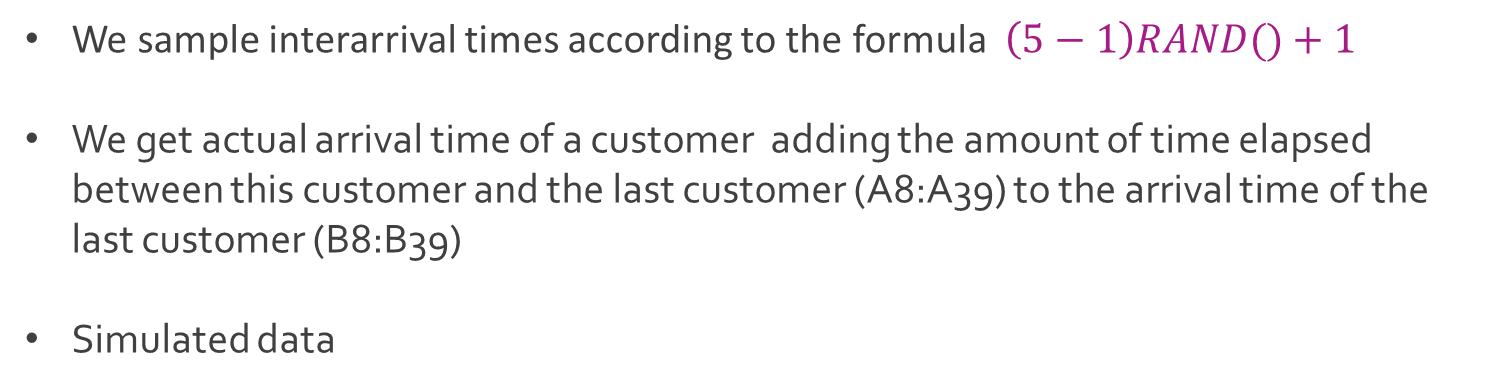 • We sample interarrival times according to the formula (5 − 1)RAND() + 1
• We get actual arrival time of a customer adding the amount of time elapsed
between this customer and the last customer (A8:A39) to the arrival time of the
last customer (B8:B39)
• Simulated data